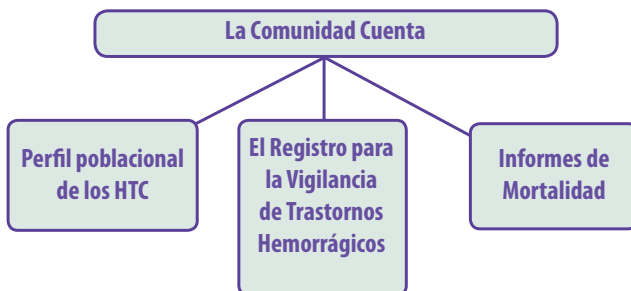 La Comunidad Cuenta
Perfil poblacional
de los HTC
El Registro para
la Vigilancia
de Trastornos
Hemorrágicos
Informes de
Mortalidad